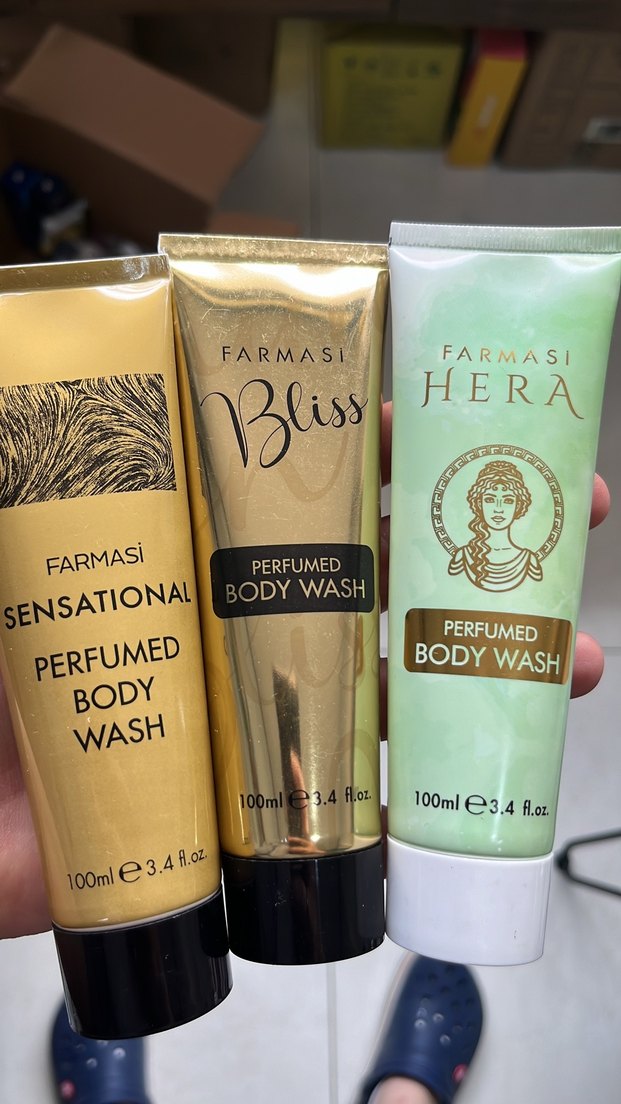 FARMASi
SENSATIONAL
PERFUMED
BODY
WASH
100ml ℮ 3.4 fl.oz.
FARMASi
Bliss
PERFUMED
BODY WASH
100ml ℮ 3.4 fl.oz.
FARMASi
HERA
PERFUMED
BODY WASH
100ml ℮ 3.4 fl.oz.